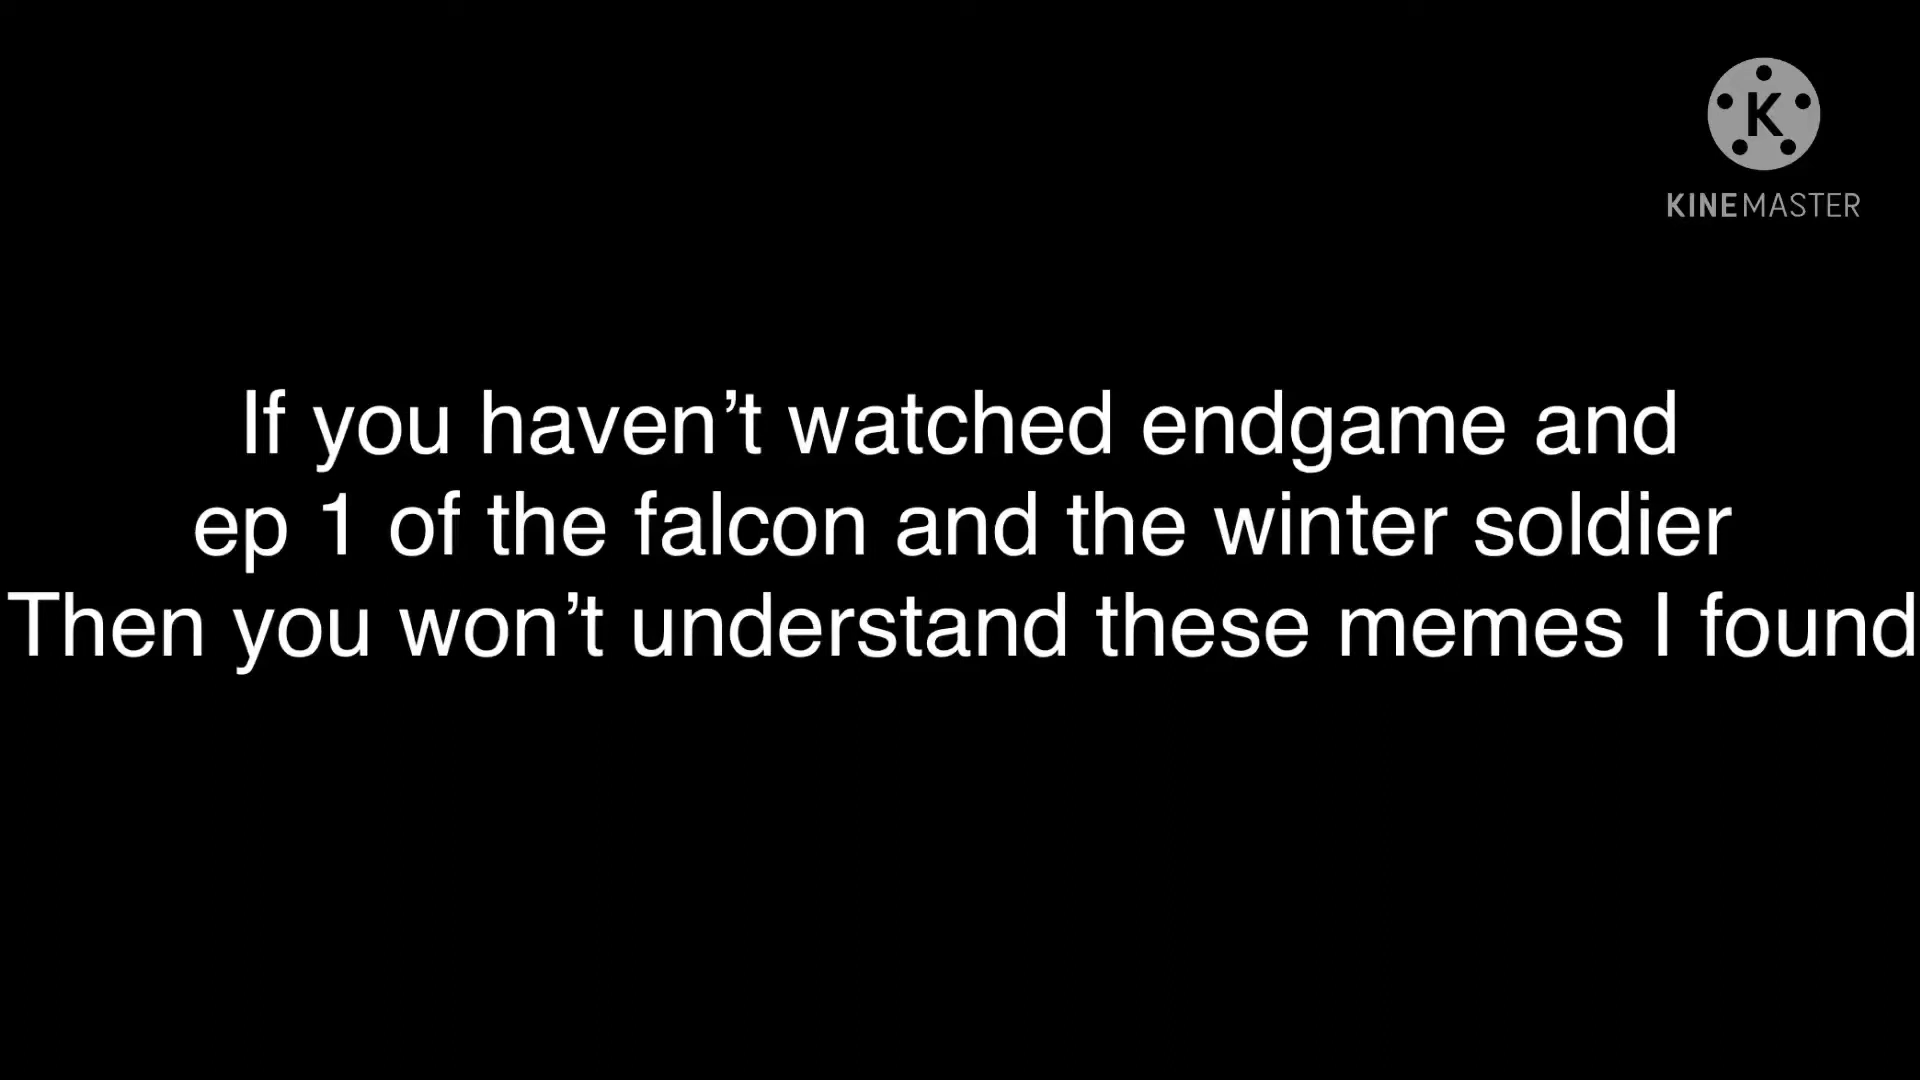 K
KINEMASTER
If you haven’t watched endgame and
ep 1 of the falcon and the winter soldier
Then you won’t understand these memes I found